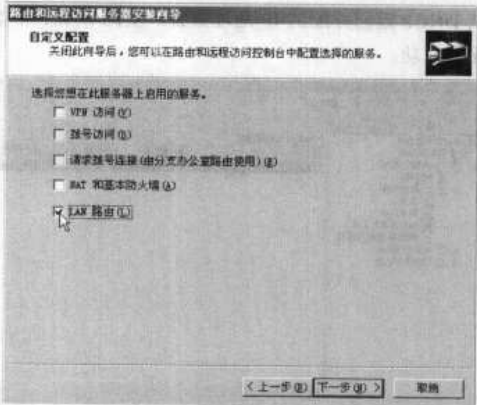 路由和远程访问服务器安装向导
自定义配置
关闭此向导后，您可以在路由和远程访问控制台中配置选择的服务。
选择您想在此服务器上启用的服务。
VPN 访问(V)
拨号访问(D)
请求拨号连接(由分支办公室路由使用)(E)
NAT 和基本防火墙(A)
LAN 路由(L)
<上一步(B)
下一步(N)>
取消